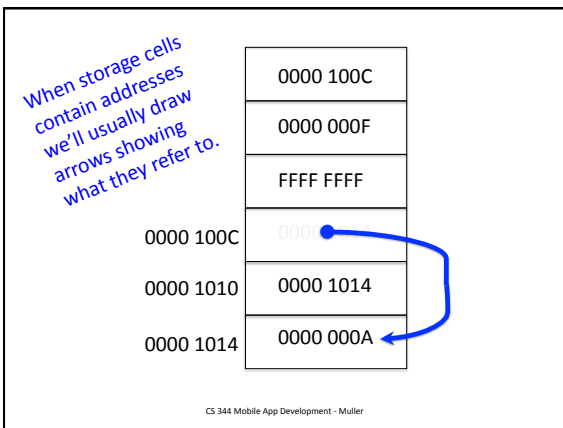 When storage cells
contain addresses
we'll usually draw
arrows showing
what they refer to.
0000 100C
0000 000F
FFFF FFFF
0000 100C
0000 1010 0000 1014
0000 1014 0000 000A
CS 344 Mobile App Development - Muller